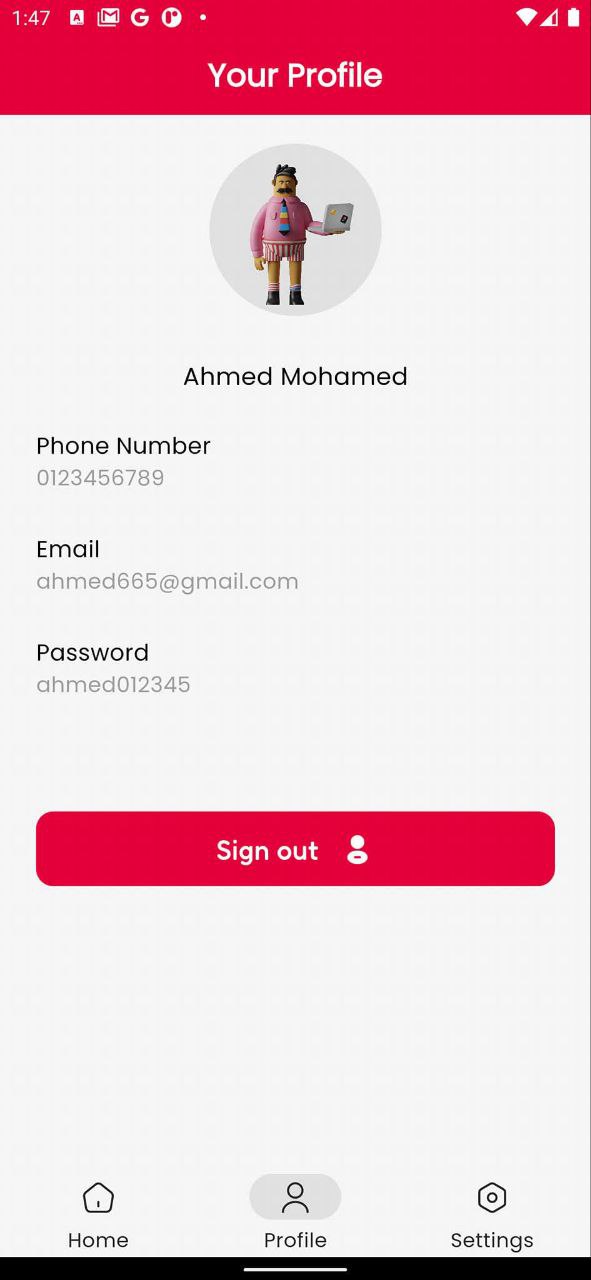 1:47
Your Profile
Ahmed Mohamed
Phone Number
0123456789
Email
ahmed665@gmail.com
Password
ahmed012345
Sign out
Home
Profile
Settings